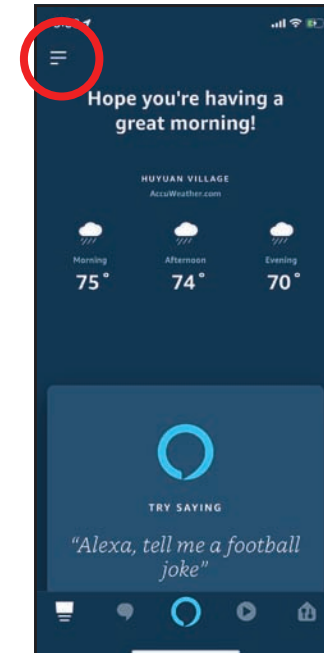 Hope you're having a
great morning!
HUYUAN VILLAGE
AccuWeather.com
Morning
Afternoon
Evening
75°
74°
70°
TRY SAYING
"Alexa, tell me a football
joke"